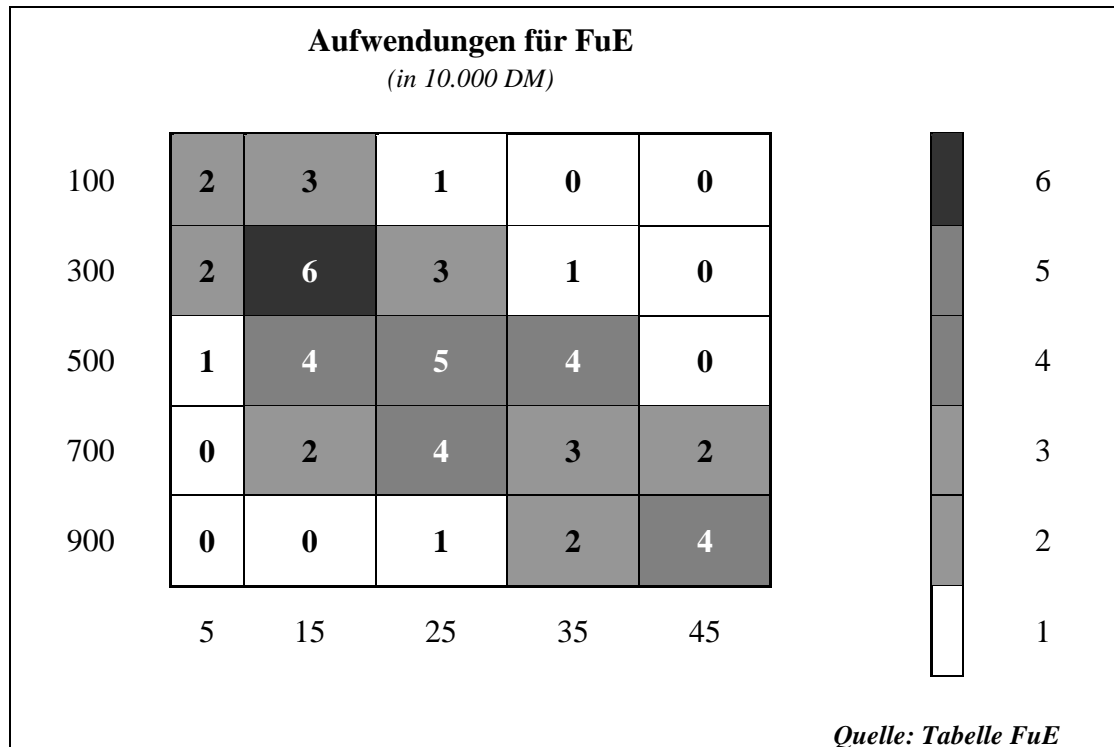 Aufwendungen für FuE
(in 10.000 DM)
100 2 3 1 0 0 6
300 2 6 3 1 0 5
500 1 4 5 4 0 4
700 0 2 4 3 2 3
900 0 0 1 2 4 2
5 15 25 35 45 1
Quelle: Tabelle FuE